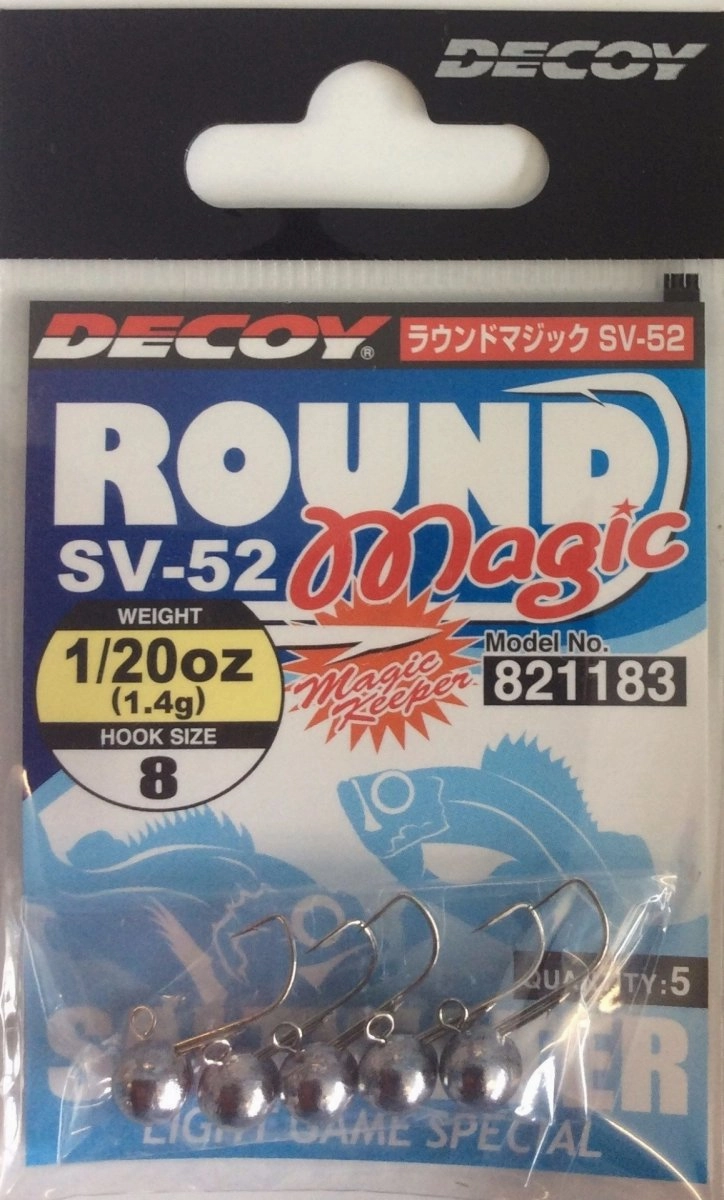 DECOY
DECOY®
ラウンドマジック SV-52
ROUND
Magic
SV-52
WEIGHT
1/20oz
(1.4g)
HOOK SIZE
8
Magic
Keeper
Model No.
821183
QUANTITY:5
LIGHT GAME SPECIAL